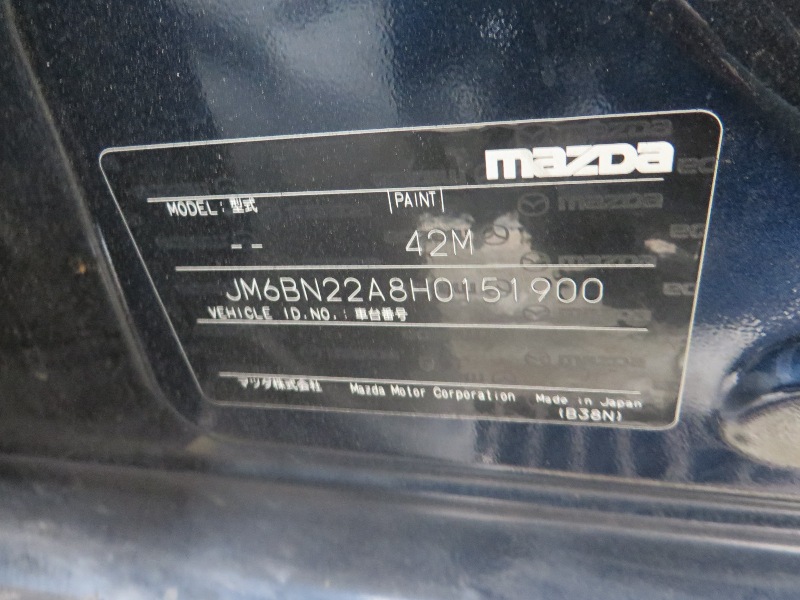 mazda
MODEL: 型式 PAINT
-- 42M
JM6BN22A8H0151900
VEHICLE ID.NO.: 車台番号
マツダ株式会社 Mazda Motor Corporation Made in Japan
(B38N)